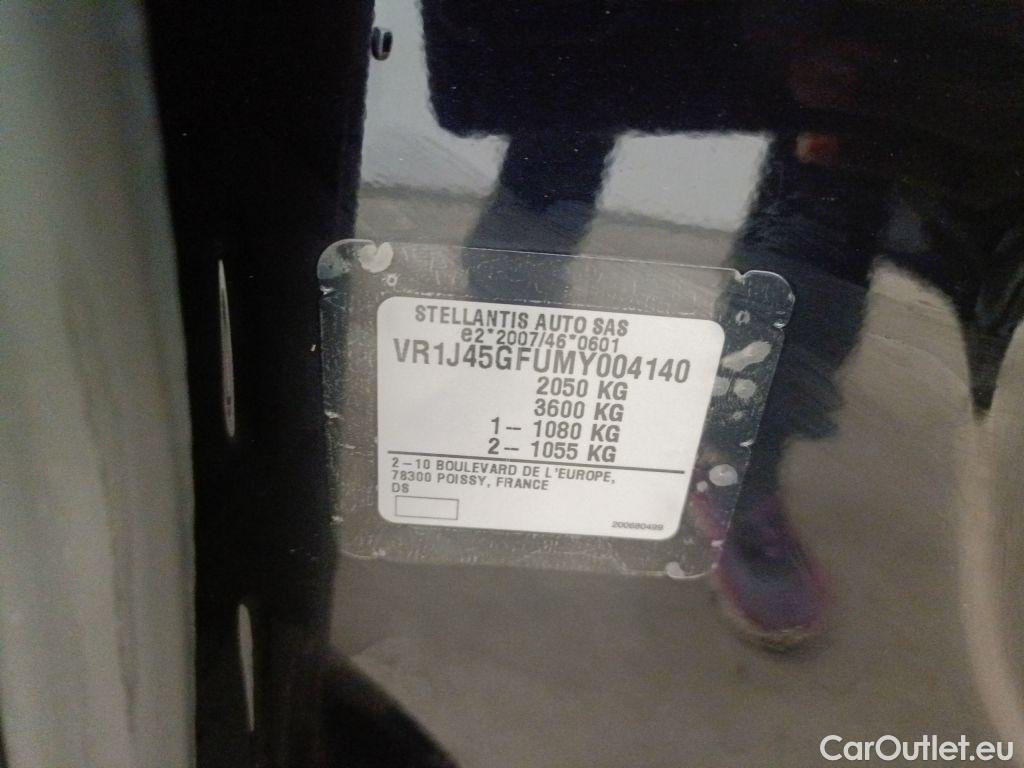 STELLANTIS AUTO SAS
e2*2007/46*0601
VR1J45GFUMY004140
2050 KG
3600 KG
1-- 1080 KG
2-- 1055 KG
2-10 BOULEVARD DE L'EUROPE,
78300 POISSY, FRANCE
DS
200680499
CarOutlet.eu